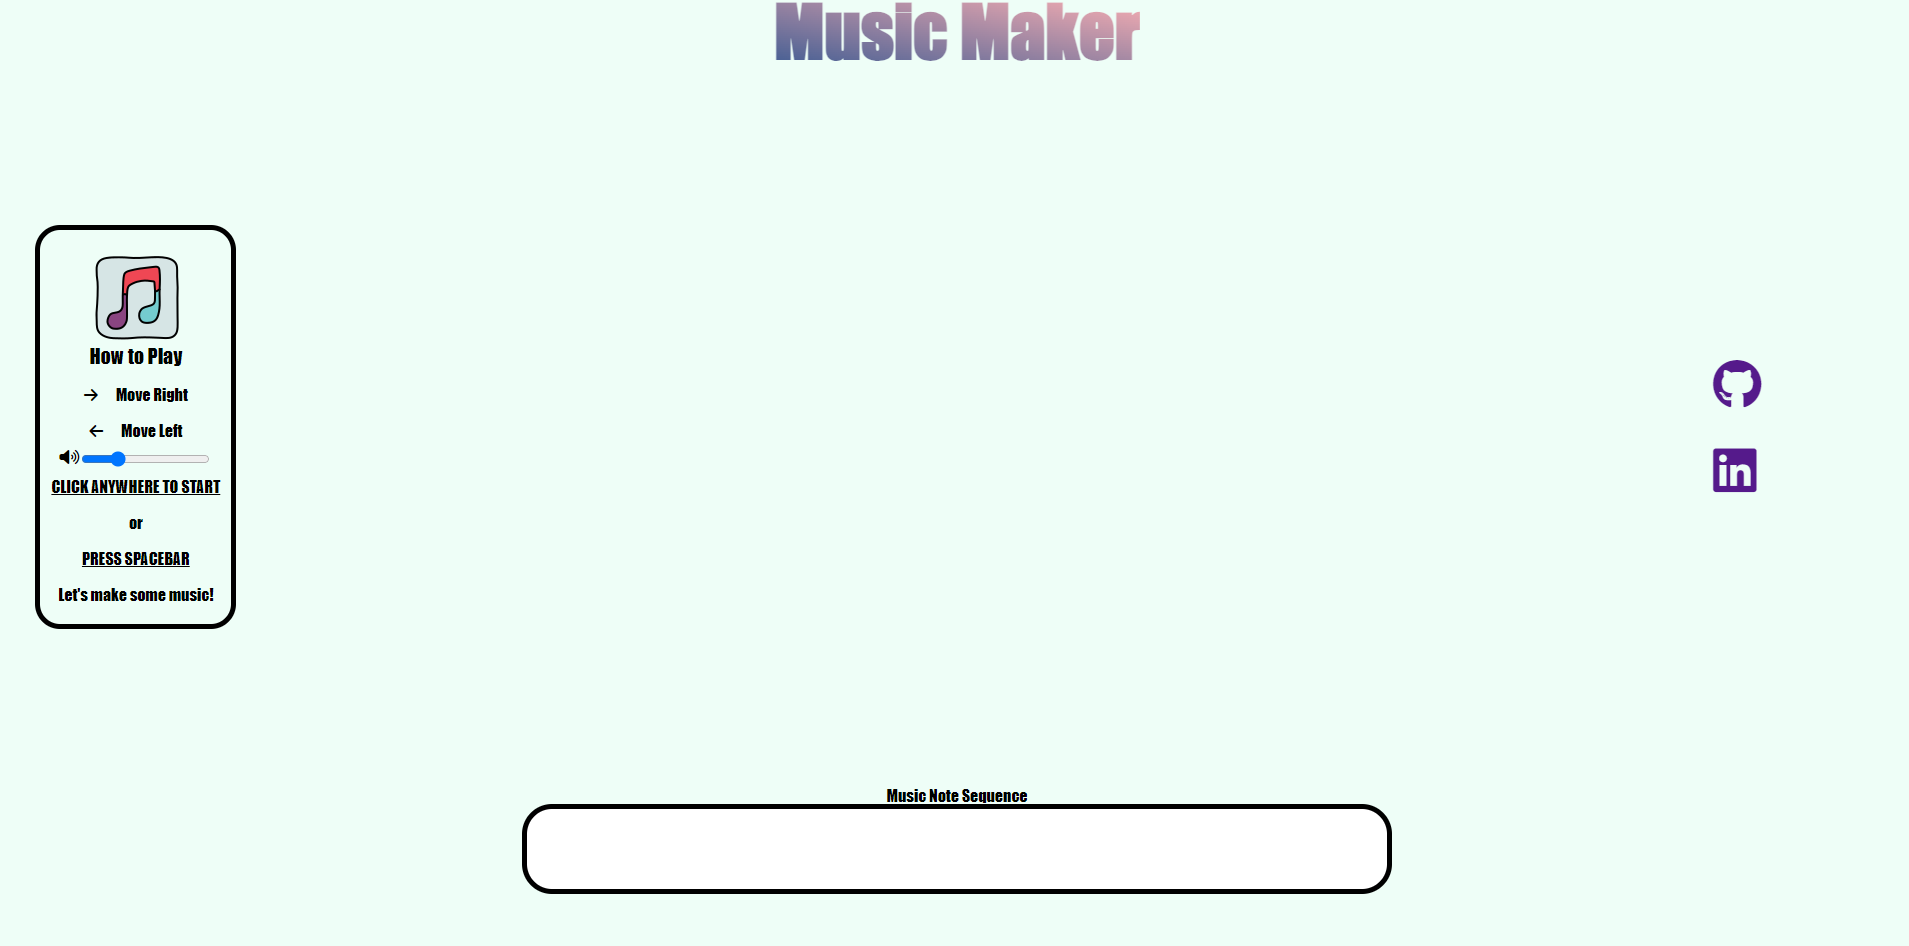 Music Maker
How to Play
→ Move Right
← Move Left
CLICK ANYWHERE TO START
or
PRESS SPACEBAR
Let's make some music!
in
Music Note Sequence